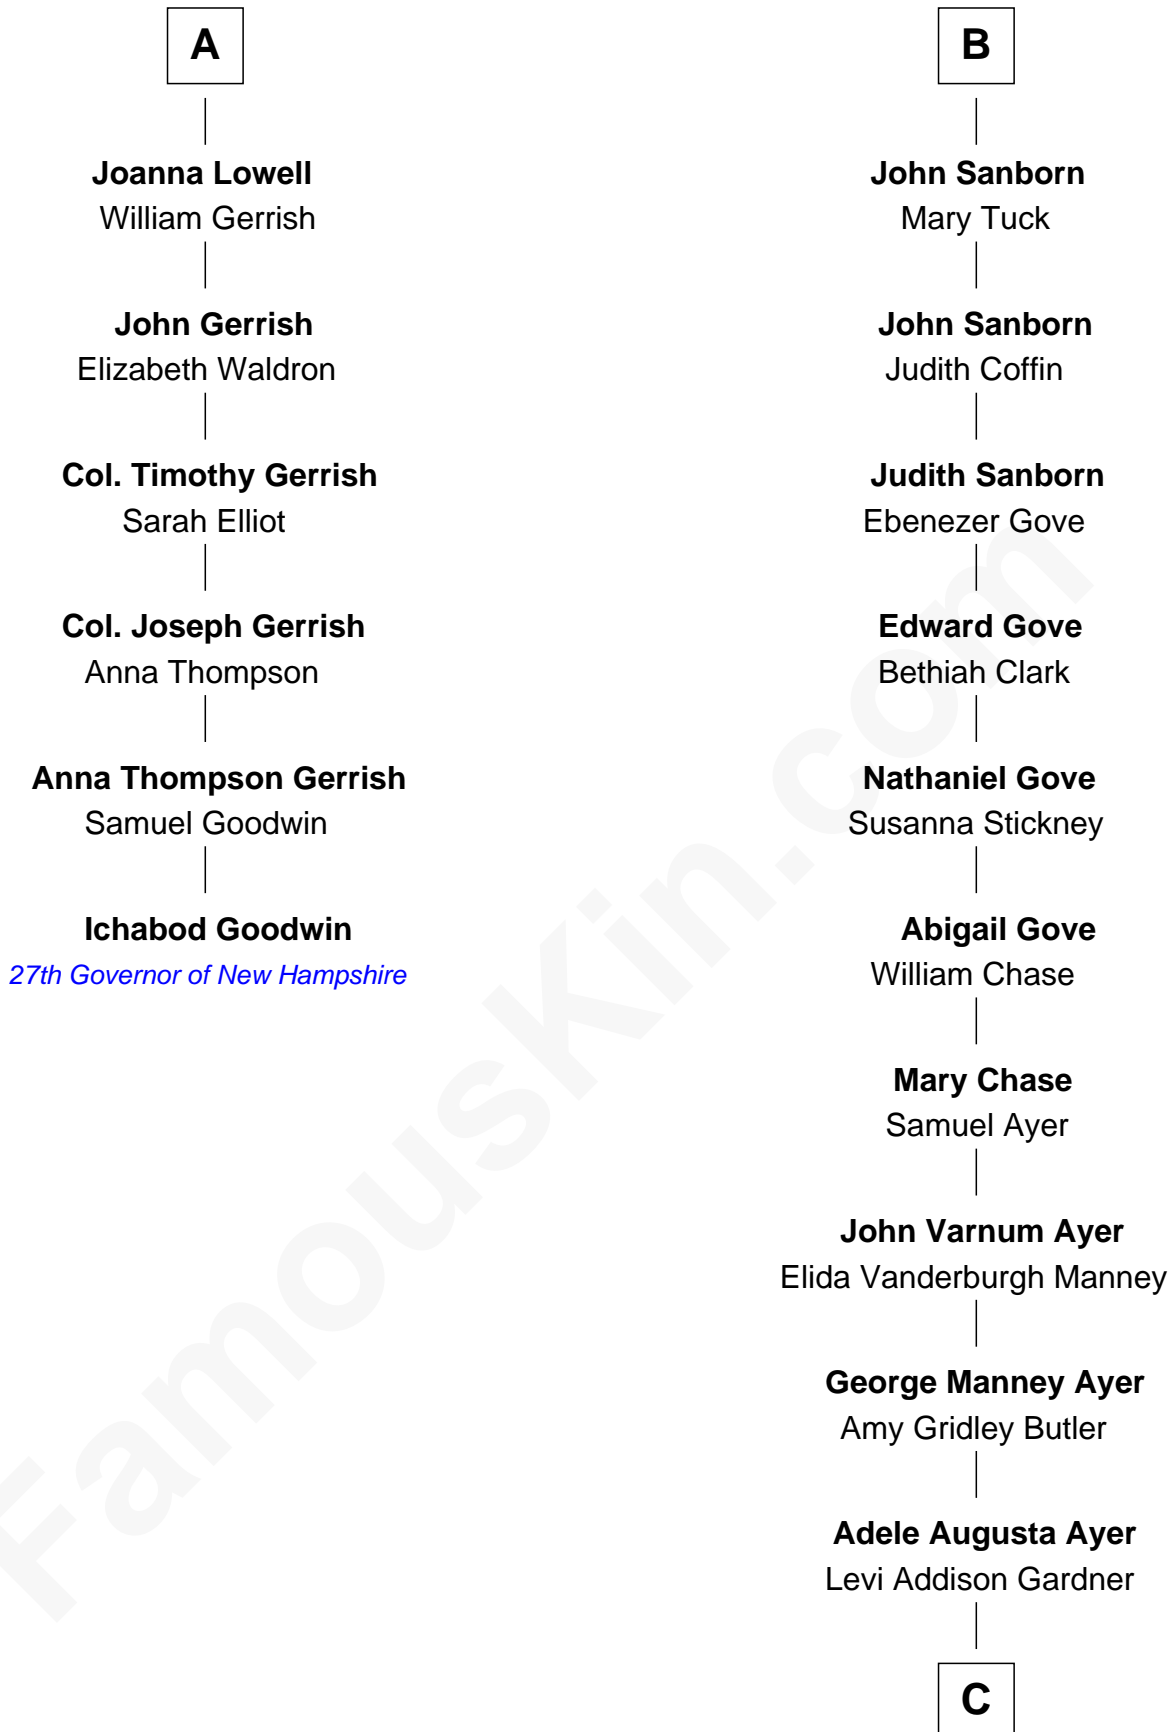 A
Joanna Lowell
William Gerrish
John Gerrish
Elizabeth Waldron
Col. Timothy Gerrish
Sarah Elliot
Col. Joseph Gerrish
Anna Thompson
Anna Thompson Gerrish
Samuel Goodwin
Ichabod Goodwin
27th Governor of New Hampshire
B
John Sanborn
Mary Tuck
John Sanborn
Judith Coffin
Judith Sanborn
Ebenezer Gove
Edward Gove
Bethiah Clark
Nathaniel Gove
Susanna Stickney
Abigail Gove
William Chase
Mary Chase
Samuel Ayer
John Varnum Ayer
Elida Vanderburgh Manney
George Manney Ayer
Amy Gridley Butler
Adele Augusta Ayer
Levi Addison Gardner
C
FamousKin.com